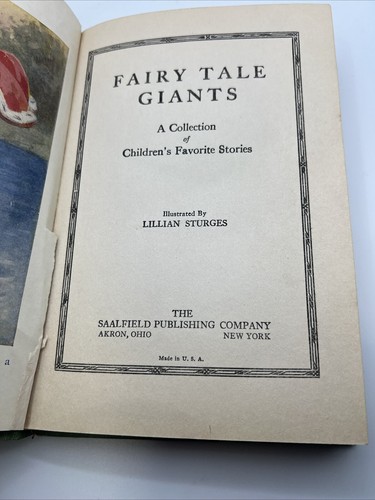 FAIRY TALE
GIANTS
A Collection
of
Children's Favorite Stories
Illustrated By
LILLIAN STURGES
THE
SAALFIELD PUBLISHING COMPANY
AKRON, OHIO NEW YORK
Made in U. S. A.
a